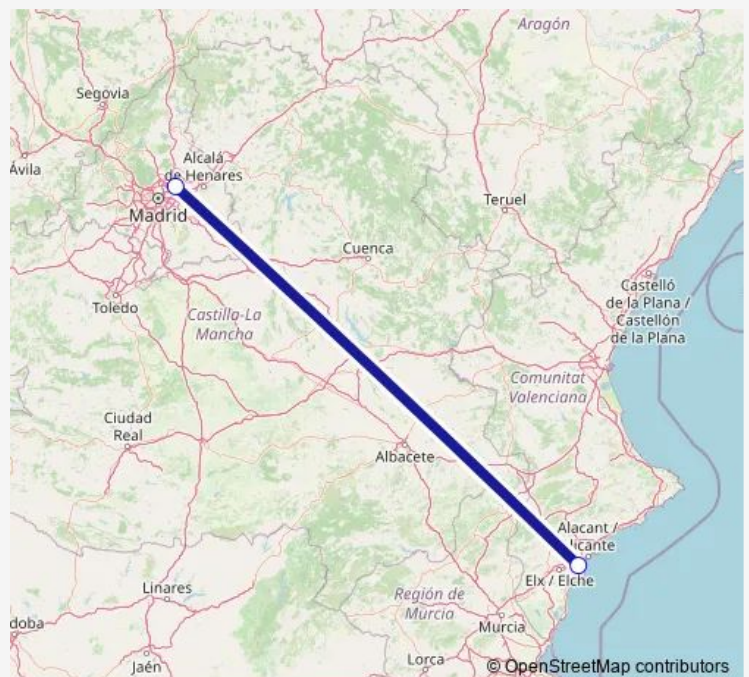 Aragón
Segovia
Ávila
Alcalá
de Henares
Madrid
Teruel
Cuenca
Toledo
Castilla-La
Mancha
Castelló
de la Plana /
Castellón
de la Plana
Comunitat
Valenciana
Ciudad
Real
Albacete
Alacant /
licante
Elx / Elche
Linares
Región de
Murcia
Murcia
doba
Jaén
Lorca
© OpenStreetMap contributors